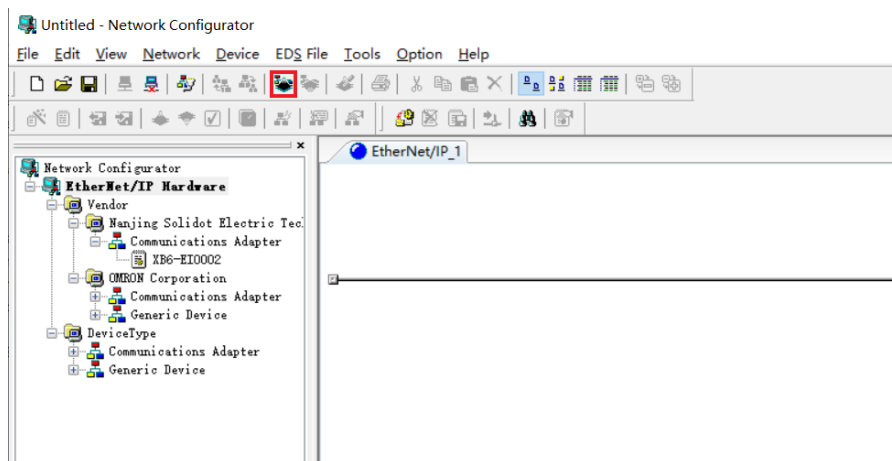 Untitled - Network Configurator
File Edit View Network Device EDS File Tools Option Help
EtherNet/IP_1
Network Configurator
EtherNet/IP Hardware
Vendor
Nanjing Solidot Electric Tec
Communications Adapter
XB6-EI0002
OMRON Corporation
Communications Adapter
Generic Device
DeviceType
Communications Adapter
Generic Device